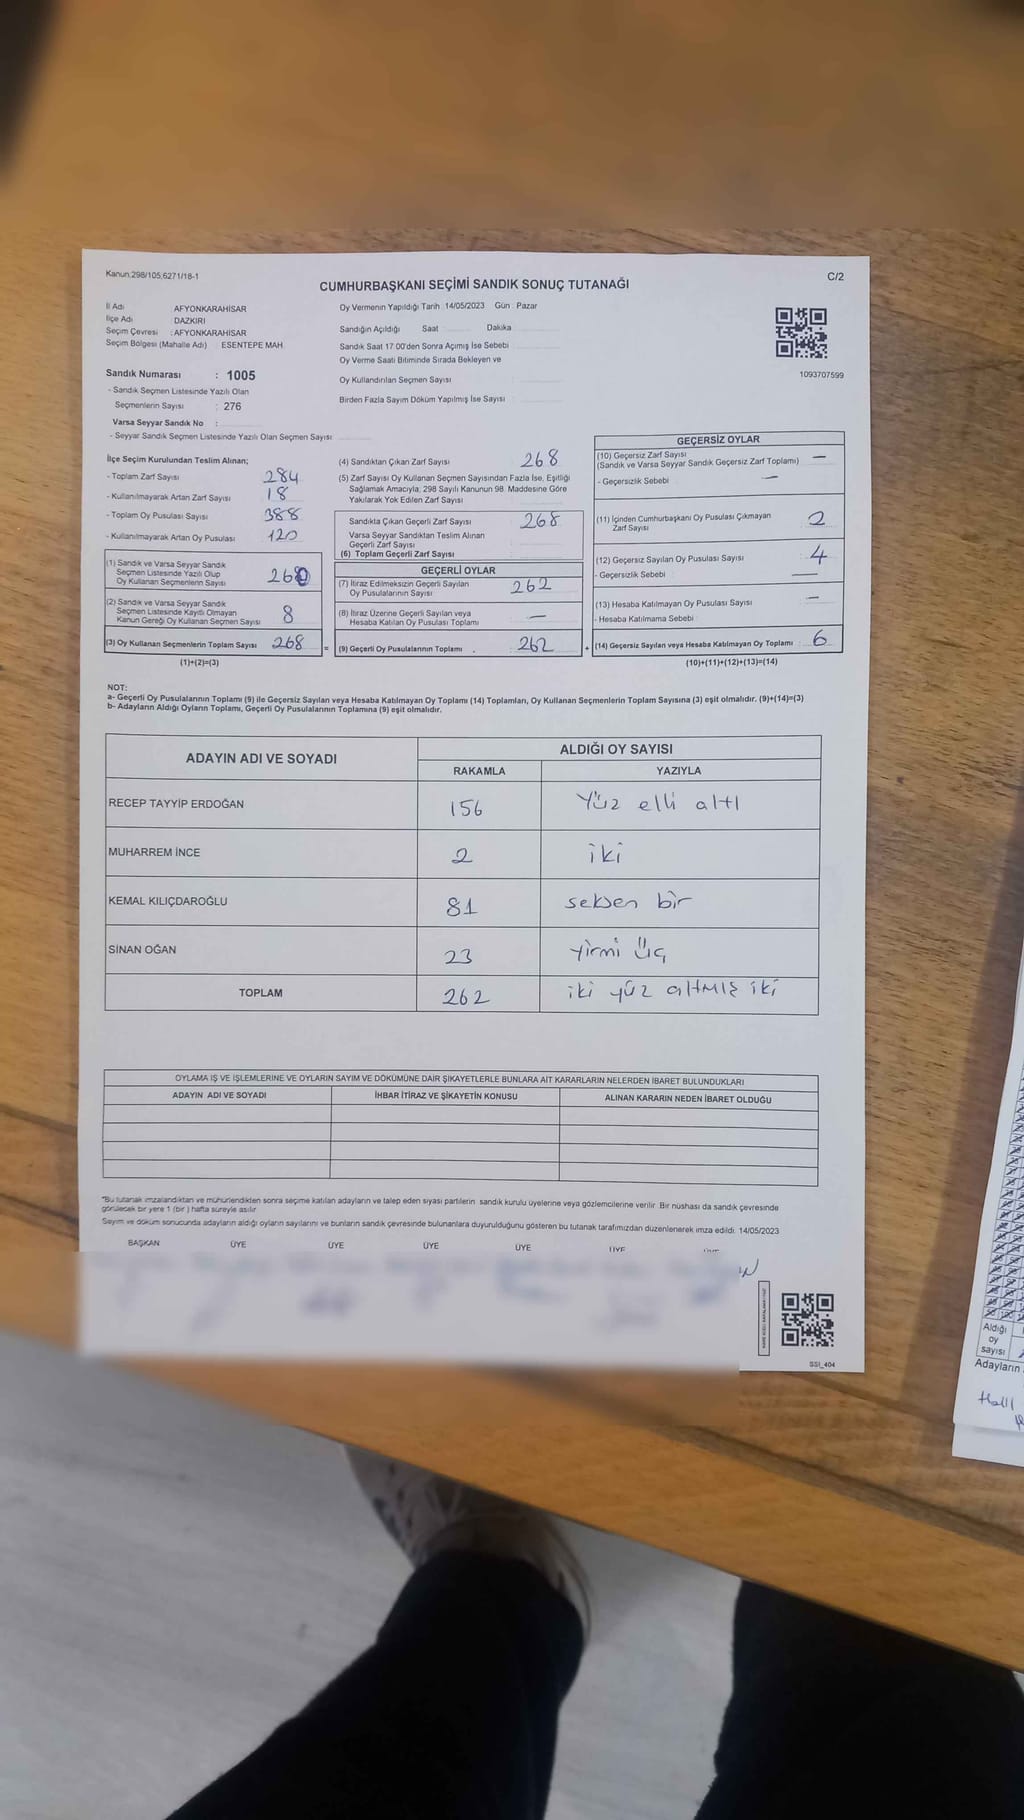 Kanun:298/105,6271/18-1
C/2
CUMHURBAŞKANI SEÇİMİ SANDIK SONUÇ TUTANAĞI
İl Adı AFYONKARAHİSAR
İlçe Adı DAZKIRI
Seçim Çevresi : AFYONKARAHİSAR
Seçim Bölgesi (Mahalle Adı) ESENTEPE MAH.
Sandık Numarası : 1005
- Sandık Seçmen Listesinde Yazılı Olan
Seçmenlerin Sayısı : 276
Varsa Seyyar Sandık No :
- Seyyar Sandık Seçmen Listesinde Yazılı Olan Seçmen Sayısı
Oy Vermenin Yapıldığı Tarih :14/05/2023 Gün : Pazar
Sandığın Açıldığı Saat Dakika
Sandık Saat 17:00'den Sonra Açımış İse Sebebi
Oy Verme Saati Bitiminde Sırada Bekleyen ve
Oy Kullandırılan Seçmen Sayısı
Birden Fazla Sayım Döküm Yapılmış İse Sayısı
1093707599
İlçe Seçim Kurulundan Teslim Alınan;
- Toplam Zarf Sayısı 284
- Kullanılmayarak Artan Zarf Sayısı 18
- Toplam Oy Pusulası Sayısı 388
- Kullanılmayarak Artan Oy Pusulası 120
(1) Sandık ve Varsa Seyyar Sandık
Seçmen Listesinde Yazılı Olup
Oy Kullanan Seçmenlerin Sayısı 260
(2) Sandık ve Varsa Seyyar Sandık
Seçmen Listesinde Kayıtlı Olmayan
Kanun Gereği Oy Kullanan Seçmen Sayısı 8
(3) Oy Kullanan Seçmenlerin Toplam Sayısı 268
(1)+(2)=(3)
(4) Sandıktan Çıkan Zarf Sayısı 268
(5) Zarf Sayısı Oy Kullanan Seçmen Sayısından Fazla İse, Eşitliği
Sağlamak Amacıyla; 298 Sayılı Kanunun 98. Maddesine Göre
Yakılarak Yok Edilen Zarf Sayısı
Sandıkta Çıkan Geçerli Zarf Sayısı 268
Varsa Seyyar Sandıktan Teslim Alınan
Geçerli Zarf Sayısı
(6) Toplam Geçerli Zarf Sayısı
GEÇERLİ OYLAR
(7) İtiraz Edilmeksizin Geçerli Sayılan
Oy Pusulalarının Sayısı 262
(8) İtiraz Üzerine Geçerli Sayılan veya
Hesaba Katılan Oy Pusulası Toplamı —
= (9) Geçerli Oy Pusulalarının Toplamı 262
GEÇERSİZ OYLAR
(10) Geçersiz Zarf Sayısı —
(Sandık ve Varsa Seyyar Sandık Geçersiz Zarf Toplamı)
- Geçersizlik Sebebi —
(11) İçinden Cumhurbaşkanı Oy Pusulası Çıkmayan
Zarf Sayısı 2
(12) Geçersiz Sayılan Oy Pusulası Sayısı 4
- Geçersizlik Sebebi —
(13) Hesaba Katılmayan Oy Pusulası Sayısı —
- Hesaba Katılmama Sebebi
+ (14) Geçersiz Sayılan veya Hesaba Katılmayan Oy Toplamı 6
(10)+(11)+(12)+(13)=(14)
NOT:
a- Geçerli Oy Pusulalarının Toplamı (9) ile Geçersiz Sayılan veya Hesaba Katılmayan Oy Toplamı (14) Toplamları, Oy Kullanan Seçmenlerin Toplam Sayısına (3) eşit olmalıdır. (9)+(14)=(3)
b- Adayların Aldığı Oyların Toplamı, Geçerli Oy Pusulalarının Toplamına (9) eşit olmalıdır.
ADAYIN ADI VE SOYADI ALDIĞI OY SAYISI
RAKAMLA YAZIYLA
RECEP TAYYİP ERDOĞAN 156 Yüz elli altı
MUHARREM İNCE 2 iki
KEMAL KILIÇDAROĞLU 81 seksen bir
SİNAN OĞAN 23 yirmi üç
TOPLAM 262 iki yüz altmış iki
OYLAMA İŞ VE İŞLEMLERİNE VE OYLARIN SAYIM VE DÖKÜMÜNE DAİR ŞİKAYETLERLE BUNLARA AİT KARARLARIN NELERDEN İBARET BULUNDUKLARI
ADAYIN ADI VE SOYADI İHBAR İTİRAZ VE ŞİKAYETİN KONUSU ALINAN KARARIN NEDEN İBARET OLDUĞU
*Bu tutanak imzalandıktan ve mühürlendikten sonra seçime katılan adayların ve talep eden siyasi partilerin sandık kurulu üyelerine veya gözlemcilerine verilir. Bir nüshası da sandık çevresinde
görülecek bir yere 1 (bir) hafta süreyle asılır.
Sayım ve döküm sonucunda adayların aldığı oyların sayılarını ve bunların sandık çevresinde bulunanlara duyurulduğunu gösteren bu tutanak tarafımızdan düzenlenerek imza edildi. 14/05/2023
BAŞKAN ÜYE ÜYE ÜYE ÜYE ÜYE
SSİ_404
Aldığı
oy
sayısı
Adayların
Halil